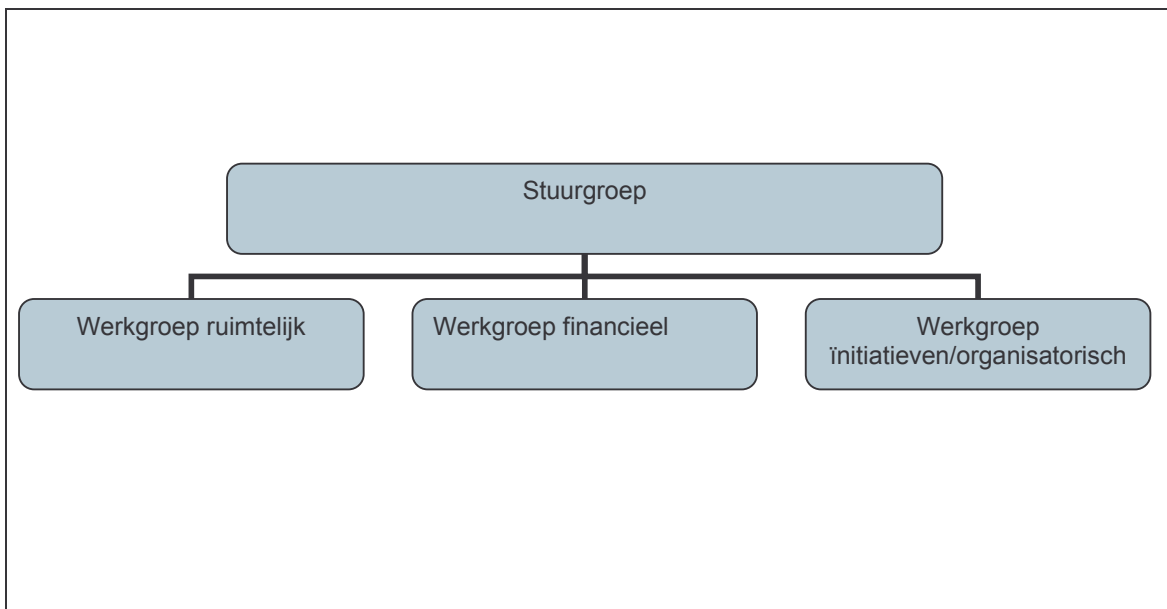 Stuurgroep
Werkgroep ruimtelijk
Werkgroep financieel
Werkgroep
ïnitiatieven/organisatorisch